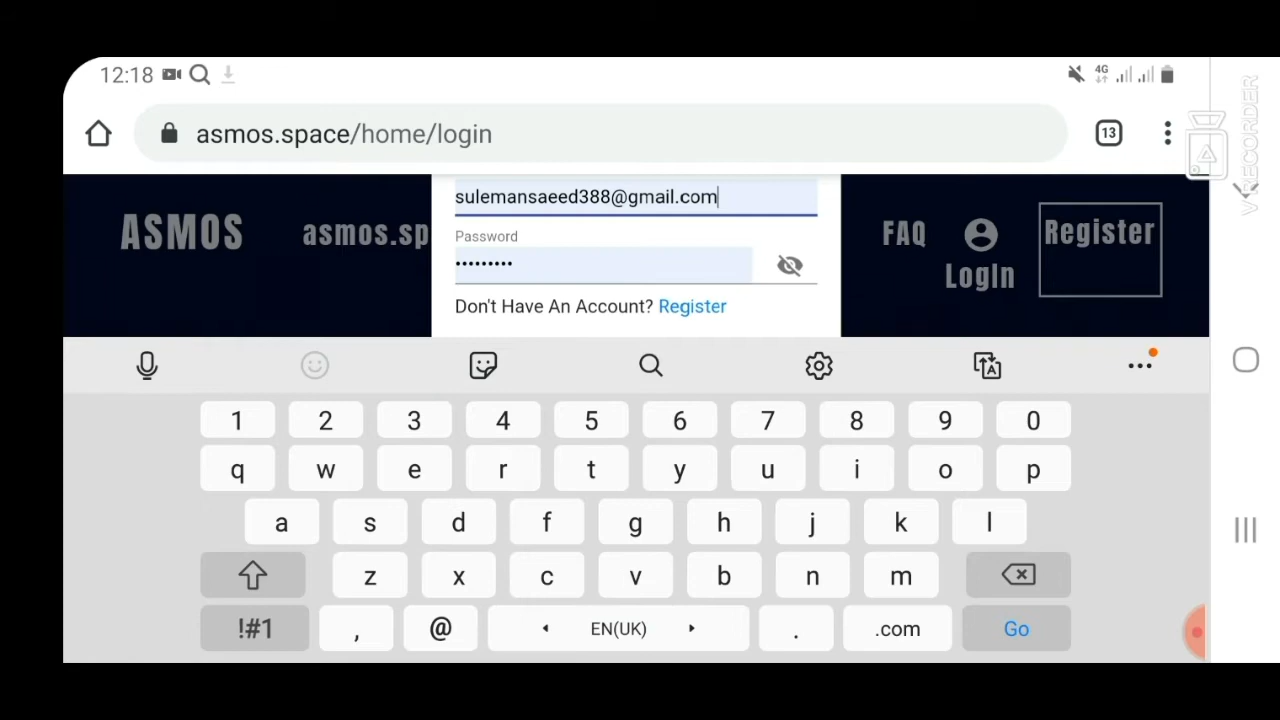 12:18
4G
asmos.space/home/login
13
ASMOS
asmos.sp
sulemansaeed388@gmail.com
Password
•••••••••
Don't Have An Account? Register
FAQ
LogIn
Register
1 2 3 4 5 6 7 8 9 0
q w e r t y u i o p
a s d f g h j k l
z x c v b n m
!#1 , @ EN(UK) . .com Go
VRECORDER